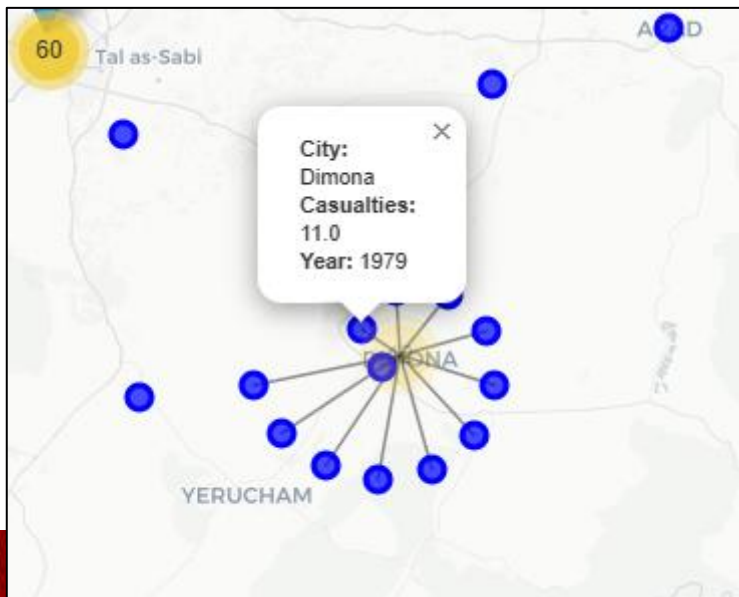 60
Tal as-Sabi
City:
Dimona
Casualties:
11.0
Year: 1979
YERUCHAM